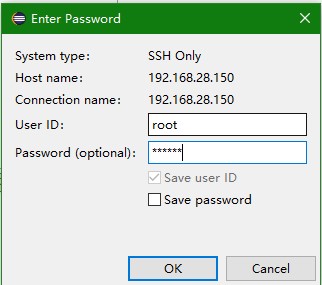 Enter Password
System type: SSH Only
Host name: 192.168.28.150
Connection name: 192.168.28.150
User ID: root
Password (optional): ******
Save user ID
Save password
OK Cancel